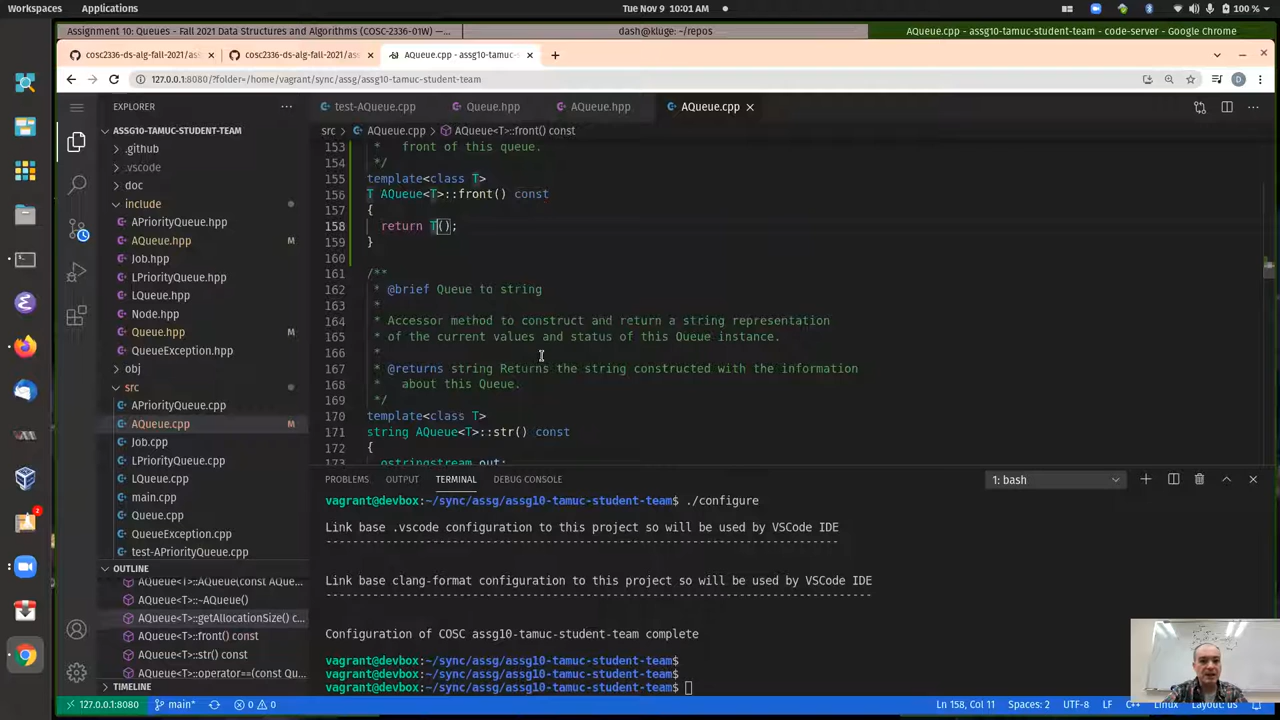 Workspaces Applications Tue Nov 9 10:01 AM 100 %
Assignment 10: Queues - Fall 2021 Data Structures and Algorithms (COSC-2336-01W) —... dash@kluge: ~/repos AQueue.cpp - assg10-tamuc-student-team - code-server - Google Chrome
cosc2336-ds-alg-fall-2021/ass cosc2336-ds-alg-fall-2021/ass AQueue.cpp - assg10-tamuc-s
127.0.0.1:8080/?folder=/home/vagrant/sync/assg/assg10-tamuc-student-team D
EXPLORER ... test-AQueue.cpp Queue.hpp AQueue.hpp AQueue.cpp
ASSG10-TAMUC-STUDENT-TEAM src > AQueue.cpp > AQueue<T>::front() const
.github
.vscode
doc
include
APriorityQueue.hpp
AQueue.hpp M
Job.hpp
LPriorityQueue.hpp
LQueue.hpp
Node.hpp
Queue.hpp M
QueueException.hpp
obj
src
APriorityQueue.cpp
AQueue.cpp M
Job.cpp
LPriorityQueue.cpp
LQueue.cpp
main.cpp
Queue.cpp
QueueException.cpp
test-APriorityQueue.cpp
OUTLINE
AQueue<T>::AQueue(const AQue...
AQueue<T>::~AQueue()
AQueue<T>::getAllocationSize() c...
AQueue<T>::front() const
AQueue<T>::str() const
AQueue<T>::operator==(const Qu...
TIMELINE
153 * front of this queue.
154 */
155 template<class T>
156 T AQueue<T>::front() const
157 {
158 return T();
159 }
160
161 /**
162 * @brief Queue to string
163 *
164 * Accessor method to construct and return a string representation
165 * of the current values and status of this Queue instance.
166 *
167 * @returns string Returns the string constructed with the information
168 * about this Queue.
169 */
170 template<class T>
171 string AQueue<T>::str() const
172 {
173 ostringstream out;
PROBLEMS OUTPUT TERMINAL DEBUG CONSOLE 1: bash
vagrant@devbox:~/sync/assg/assg10-tamuc-student-team$ ./configure
Link base .vscode configuration to this project so will be used by VSCode IDE
-----------------------------------------------------------------------------
Link base clang-format configuration to this project so will be used by VSCode IDE
----------------------------------------------------------------------------------
Configuration of COSC assg10-tamuc-student-team complete
vagrant@devbox:~/sync/assg/assg10-tamuc-student-team$
vagrant@devbox:~/sync/assg/assg10-tamuc-student-team$
vagrant@devbox:~/sync/assg/assg10-tamuc-student-team$
127.0.0.1:8080 main* 0 0 Ln 158, Col 11 Spaces: 2 UTF-8 LF C++ Linux Layout: us